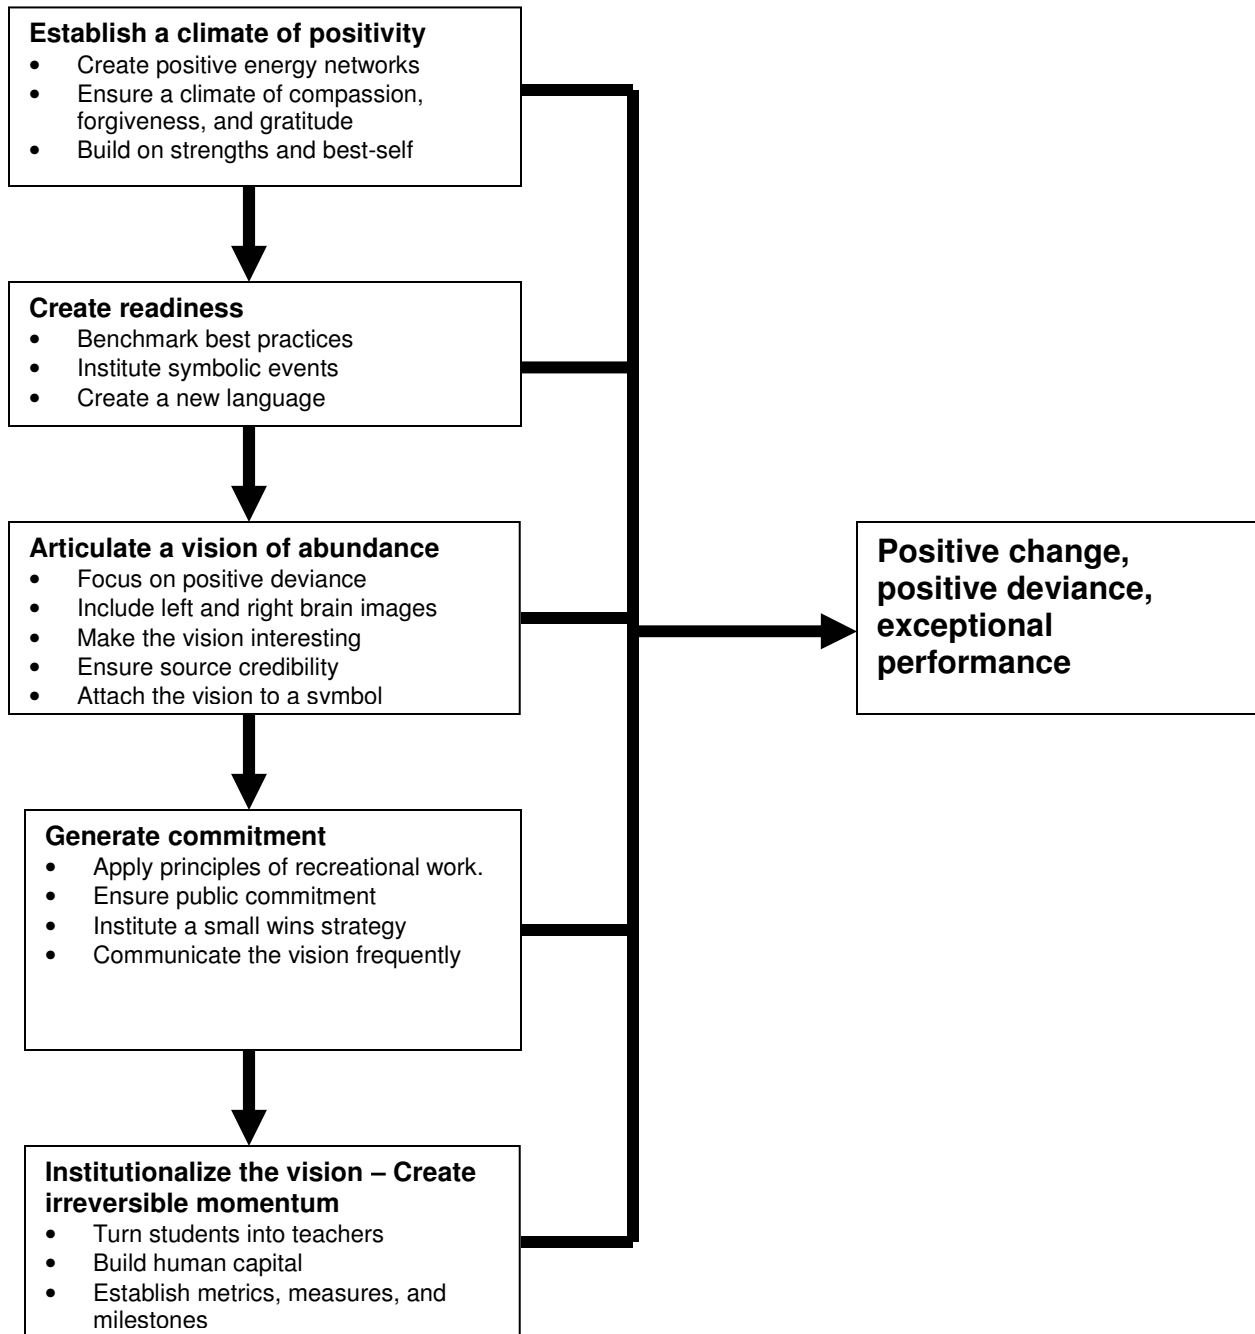 Establish a climate of positivity
• Create positive energy networks
• Ensure a climate of compassion,
forgiveness, and gratitude
• Build on strengths and best-self
Create readiness
• Benchmark best practices
• Institute symbolic events
• Create a new language
Articulate a vision of abundance
• Focus on positive deviance
• Include left and right brain images
• Make the vision interesting
• Ensure source credibility
• Attach the vision to a symbol
Generate commitment
• Apply principles of recreational work.
• Ensure public commitment
• Institute a small wins strategy
• Communicate the vision frequently
Institutionalize the vision – Create
irreversible momentum
• Turn students into teachers
• Build human capital
• Establish metrics, measures, and
milestones
Positive change,
positive deviance,
exceptional
performance